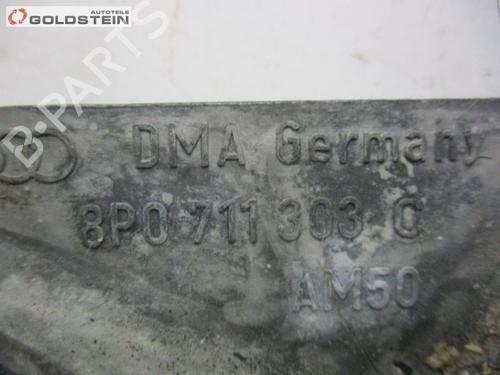 AUTOTEILE
GOLDSTEIN
B-PARTS
DMA Germany
8P0 711 303 C
AM50